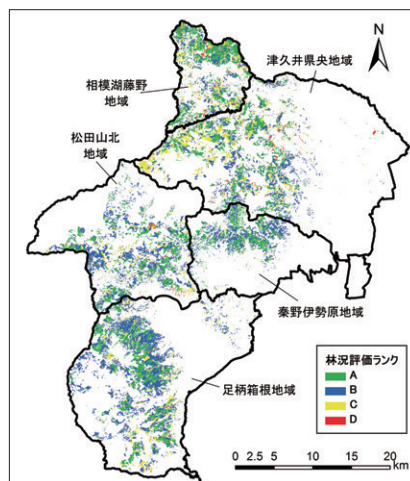 津久井県央地域
N
相模湖藤野
地域
松田山北
地域
秦野伊勢原地域
足柄箱根地域
林況評価ランク
A
B
C
D
0 2.5 5 10 15 20
km